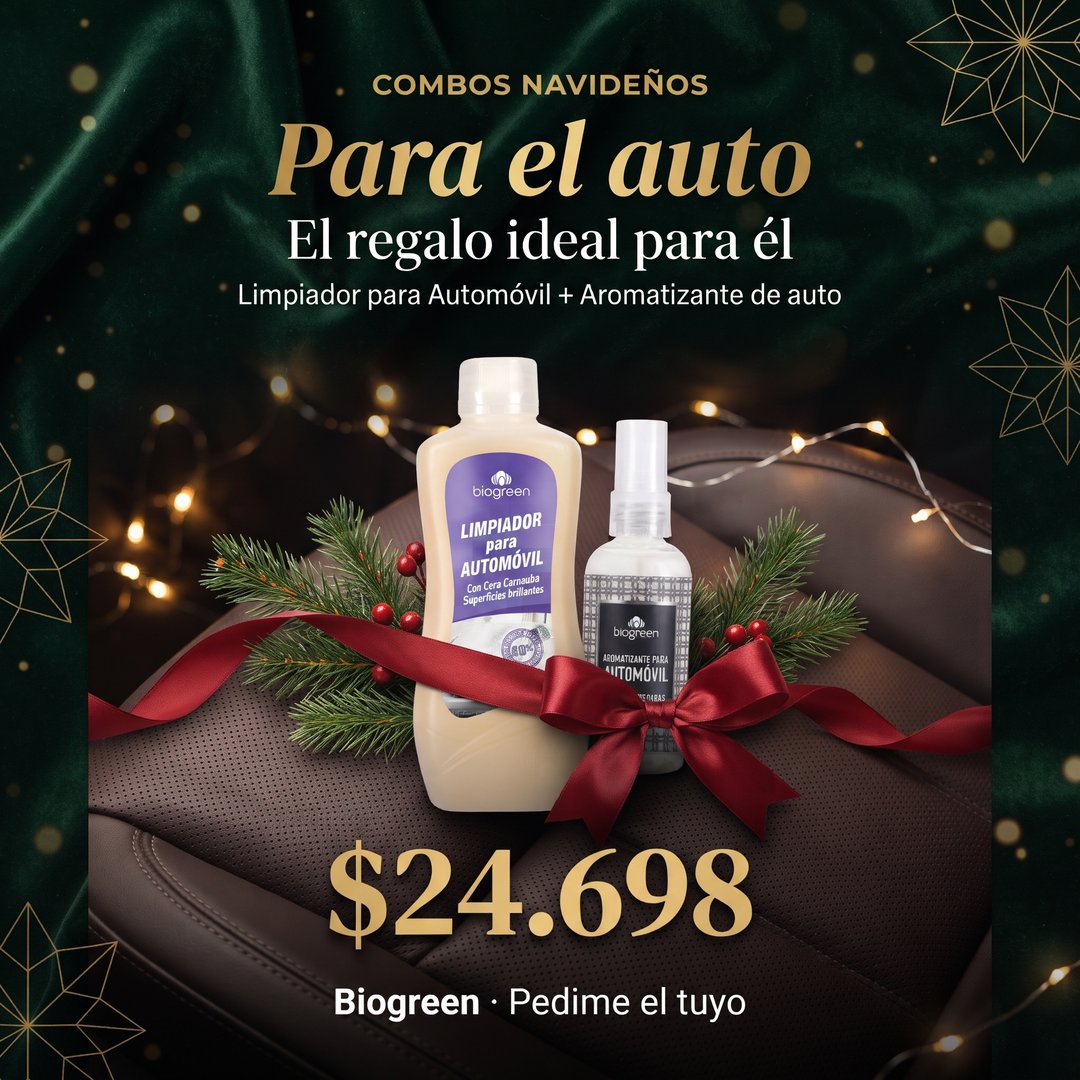 COMBOS NAVIDEÑOS
Para el auto
El regalo ideal para él
Limpiador para Automóvil + Aromatizante de auto
biogreen
LIMPIADOR
para
AUTOMÓVIL
Con Cera Carnauba
Superficies brillantes
80%
biogreen
AROMATIZANTE PARA
AUTOMÓVIL
$24.698
Biogreen · Pedime el tuyo